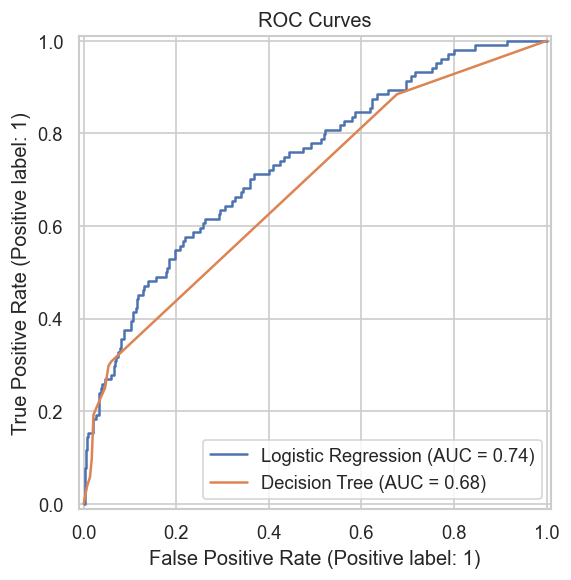 ROC Curves
True Positive Rate (Positive label: 1)
1.0
0.8
0.6
0.4
0.2
0.0
Logistic Regression (AUC = 0.74)
Decision Tree (AUC = 0.68)
0.0 0.2 0.4 0.6 0.8 1.0
False Positive Rate (Positive label: 1)